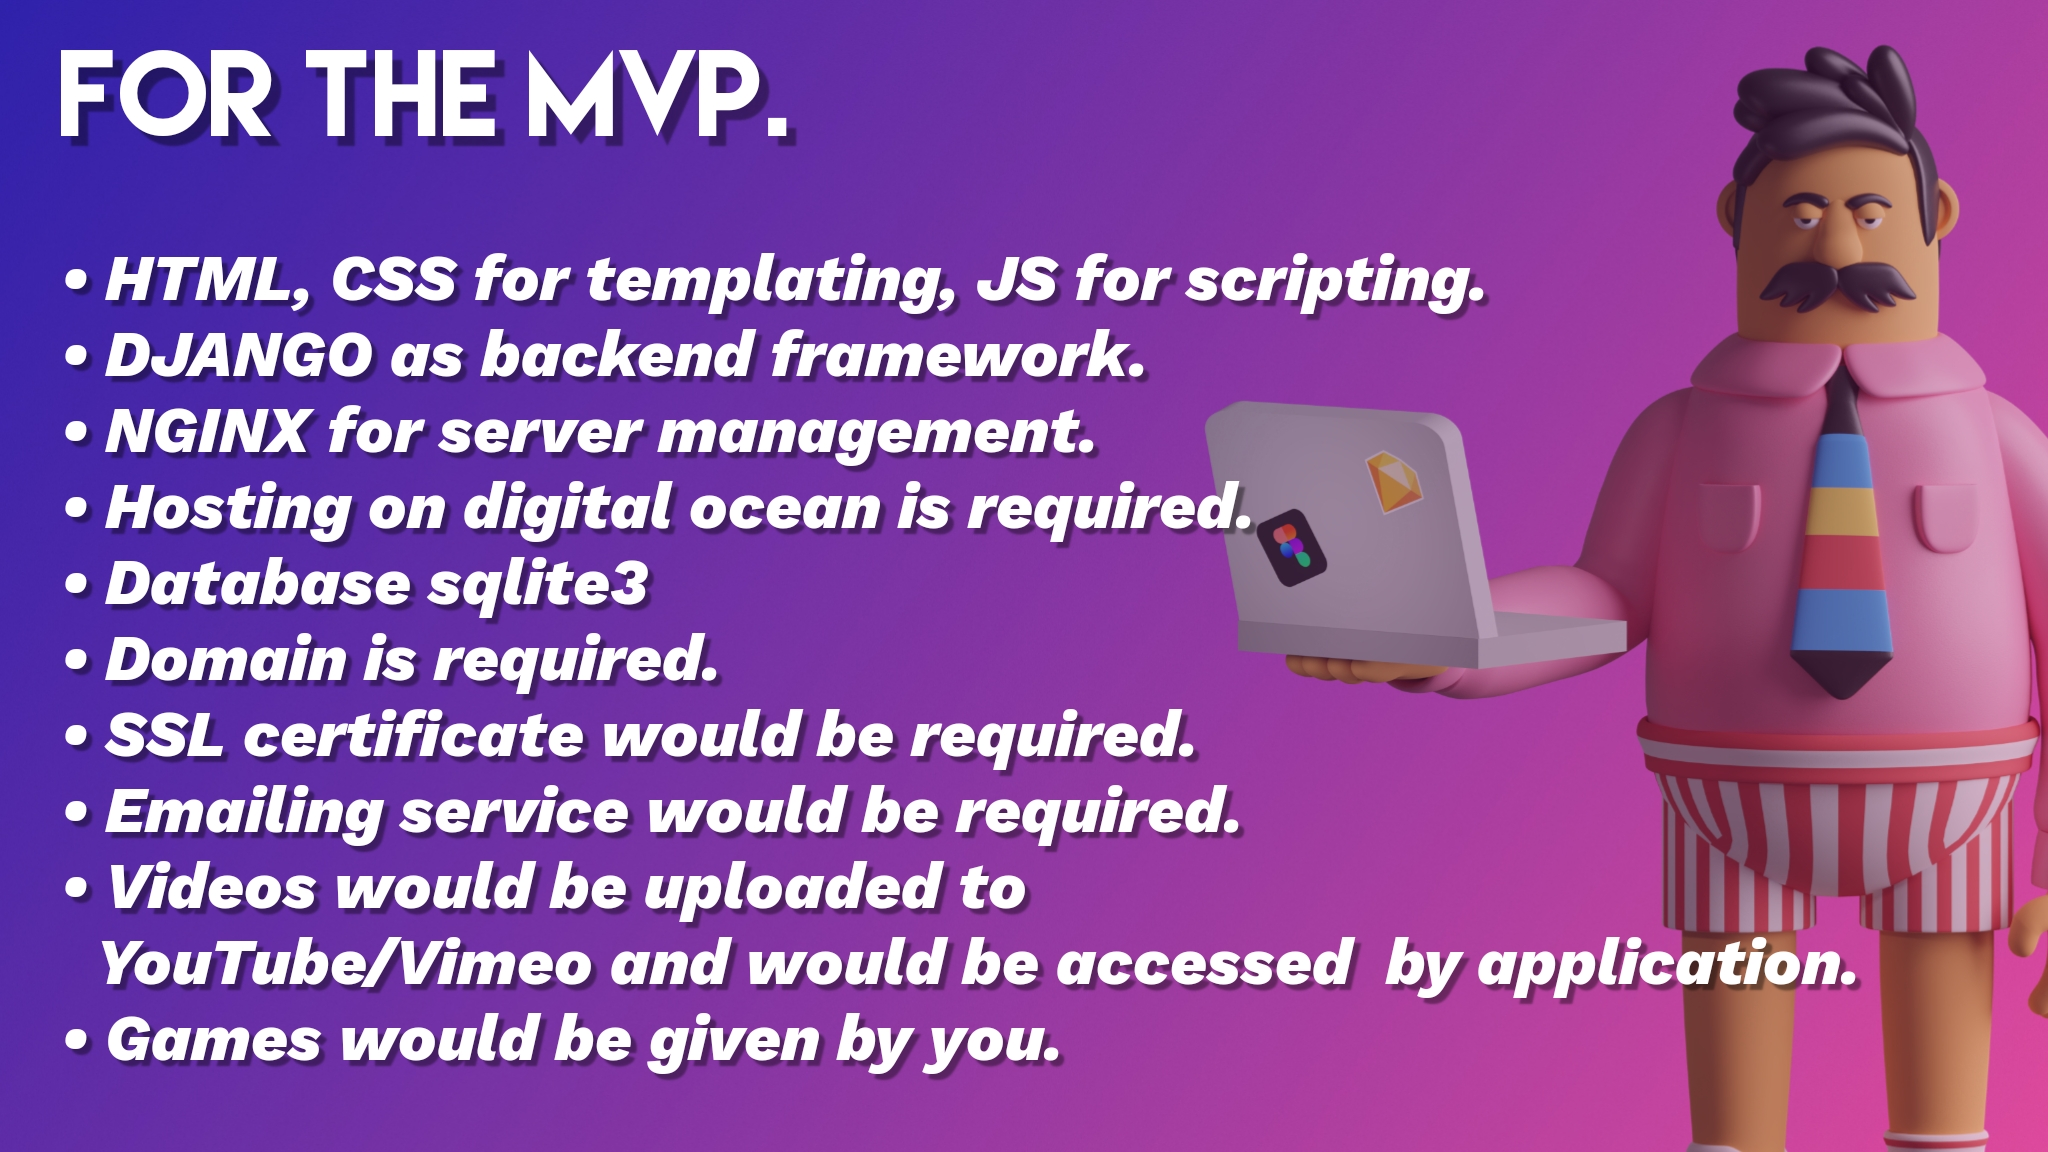 FOR THE MVP.
• HTML, CSS for templating, JS for scripting.
• DJANGO as backend framework.
• NGINX for server management.
• Hosting on digital ocean is required.
• Database sqlite3
• Domain is required.
• SSL certificate would be required.
• Emailing service would be required.
• Videos would be uploaded to
YouTube/Vimeo and would be accessed by application.
• Games would be given by you.